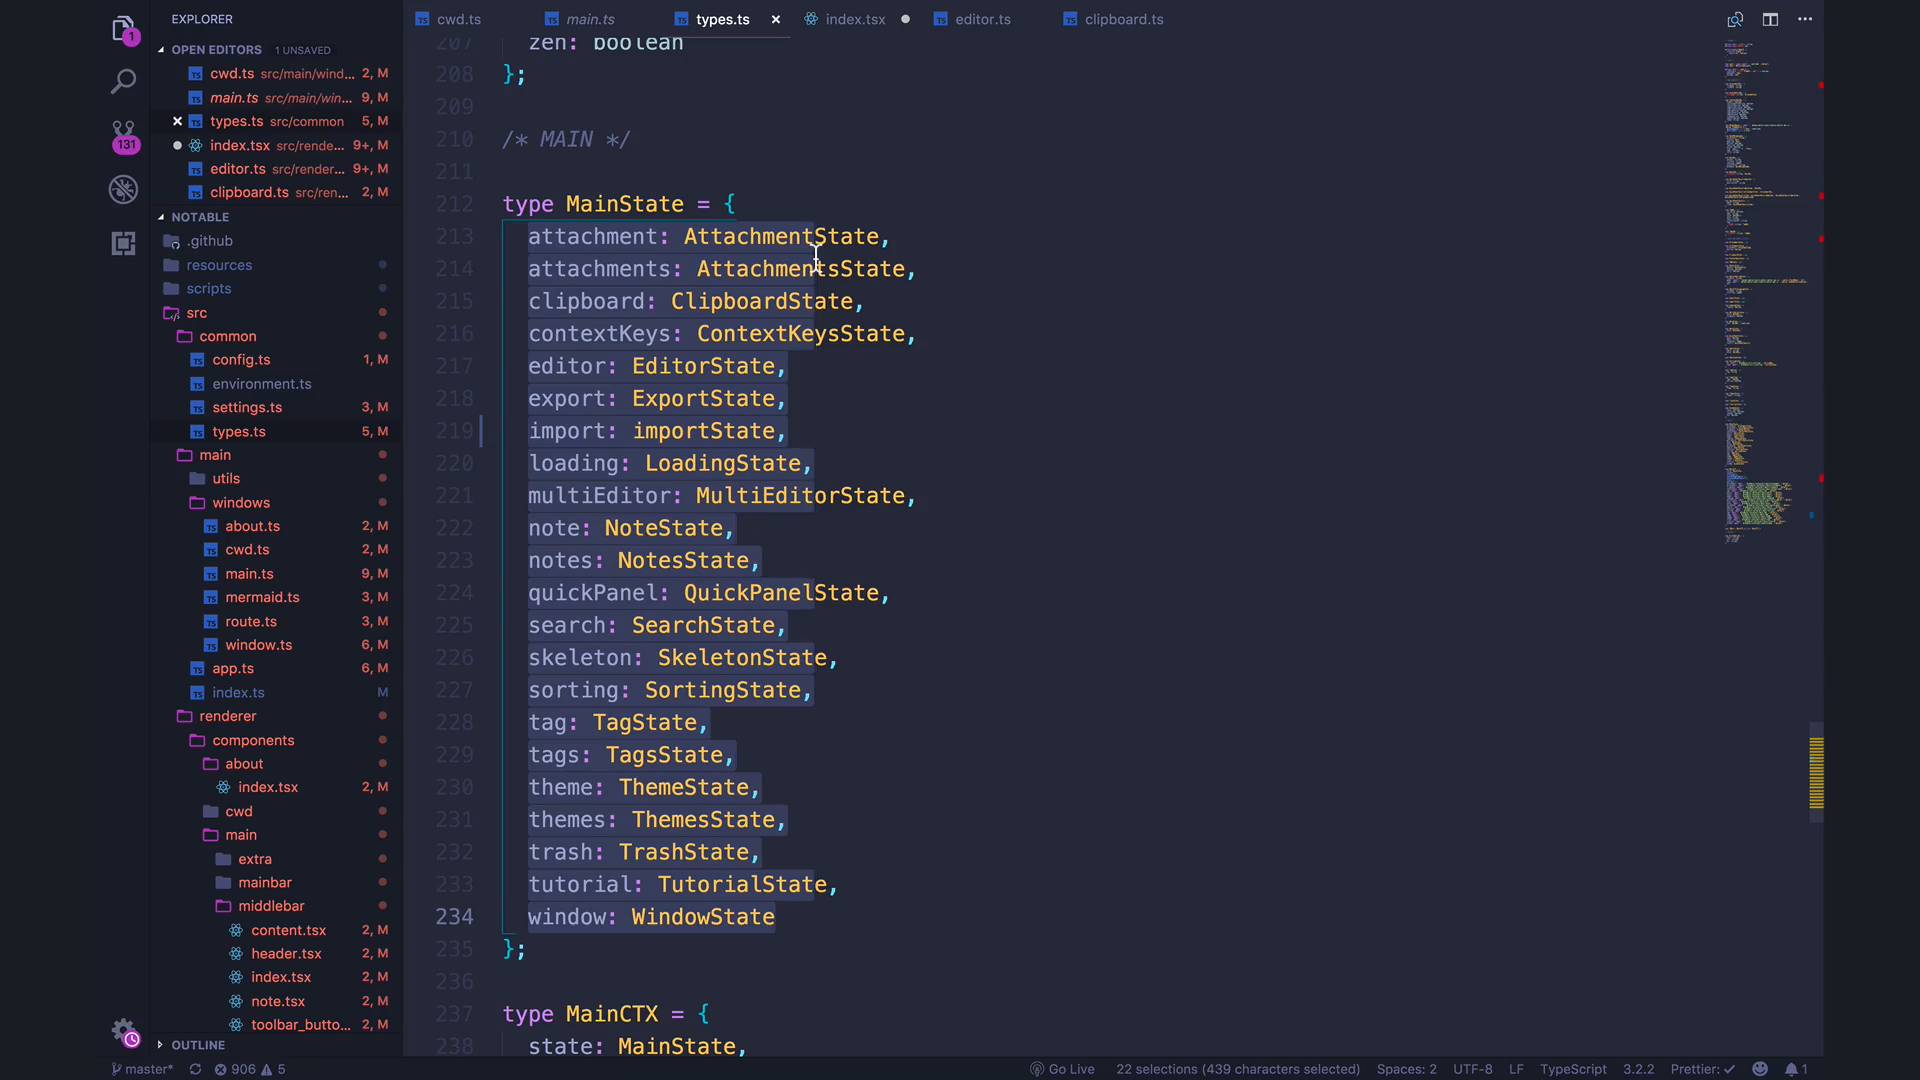 EXPLORER
OPEN EDITORS 1 UNSAVED
cwd.ts src/main/wind... 2, M
main.ts src/main/win... 9, M
types.ts src/common 5, M
index.tsx src/rende... 9+, M
editor.ts src/render... 9+, M
clipboard.ts src/ren... 2, M
NOTABLE
.github
resources
scripts
src
common
config.ts 1, M
environment.ts
settings.ts 3, M
types.ts 5, M
main
utils
windows
about.ts 2, M
cwd.ts 2, M
main.ts 9, M
mermaid.ts 3, M
route.ts 3, M
window.ts 6, M
app.ts 6, M
index.ts M
renderer
components
about
index.tsx 2, M
cwd
main
extra
mainbar
middlebar
content.tsx 2, M
header.tsx 2, M
index.tsx 2, M
note.tsx 2, M
toolbar_butto... 2, M
OUTLINE
1
131
cwd.ts main.ts types.ts index.tsx editor.ts clipboard.ts
207 zen: boolean
208 };
209
210 /* MAIN */
211
212 type MainState = {
213 attachment: AttachmentState,
214 attachments: AttachmentsState,
215 clipboard: ClipboardState,
216 contextKeys: ContextKeysState,
217 editor: EditorState,
218 export: ExportState,
219 import: importState,
220 loading: LoadingState,
221 multiEditor: MultiEditorState,
222 note: NoteState,
223 notes: NotesState,
224 quickPanel: QuickPanelState,
225 search: SearchState,
226 skeleton: SkeletonState,
227 sorting: SortingState,
228 tag: TagState,
229 tags: TagsState,
230 theme: ThemeState,
231 themes: ThemesState,
232 trash: TrashState,
233 tutorial: TutorialState,
234 window: WindowState
235 };
236
237 type MainCTX = {
238 state: MainState,
master* 906 5 Go Live 22 selections (439 characters selected) Spaces: 2 UTF-8 LF TypeScript 3.2.2 Prettier: ✓ 1